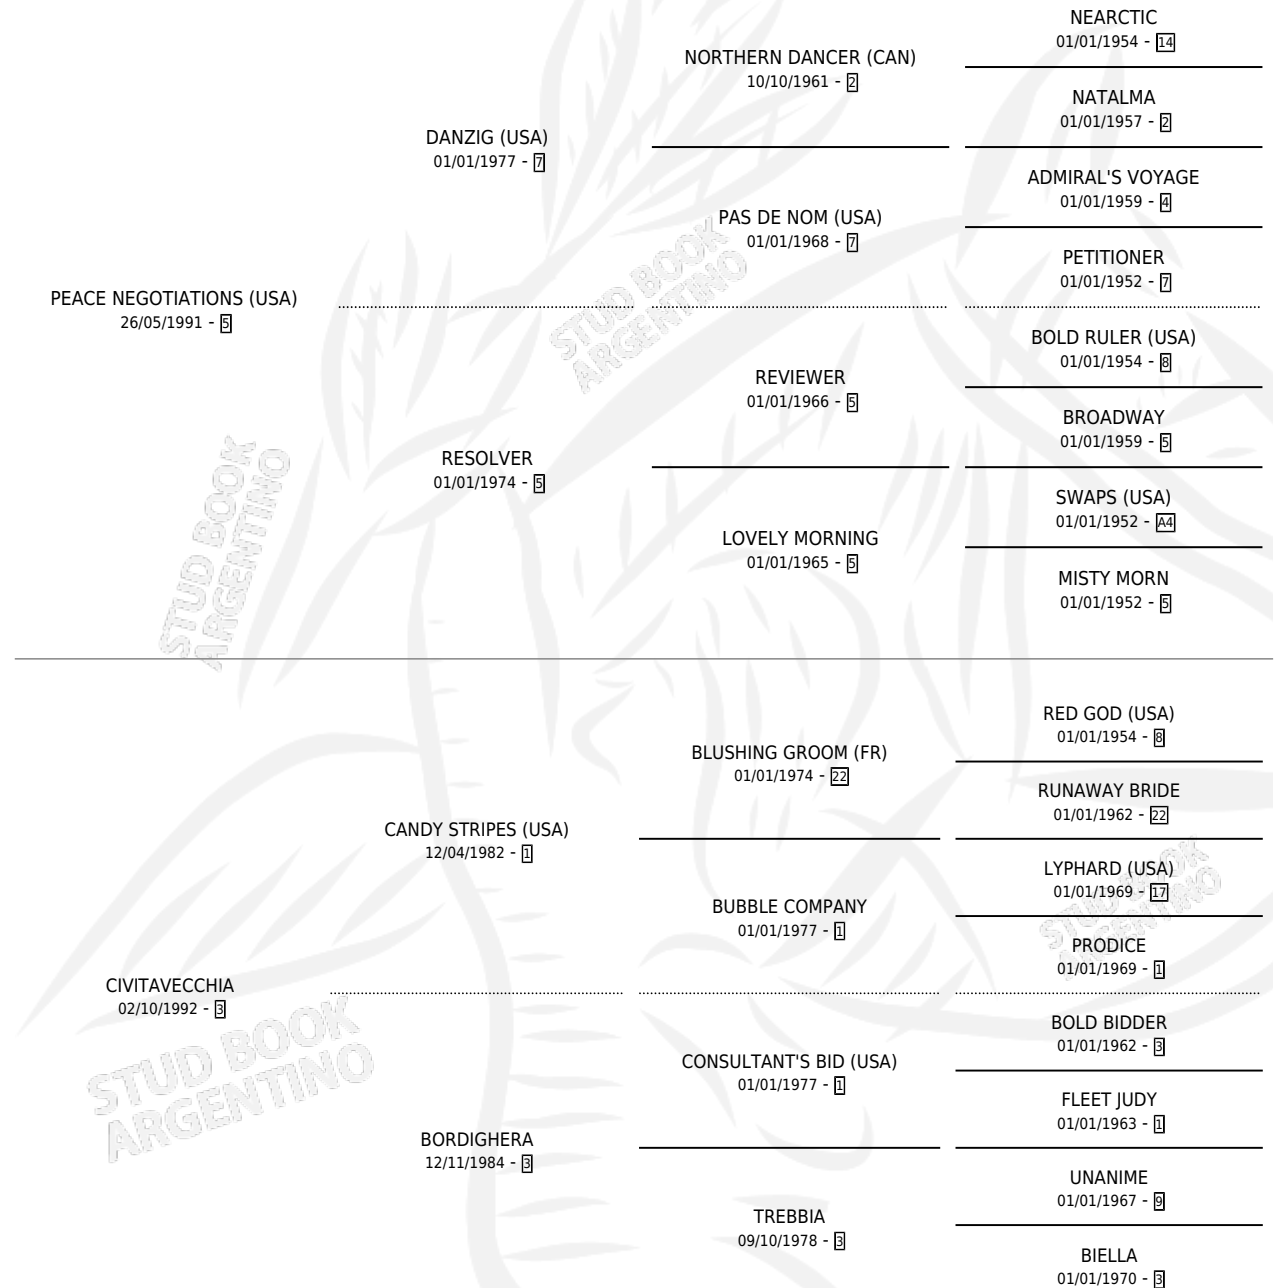 NEARCTIC
01/01/1954 - 14
NORTHERN DANCER (CAN)
10/10/1961 - 2
NATALMA
01/01/1957 - 2
DANZIG (USA)
01/01/1977 - 7
ADMIRAL'S VOYAGE
01/01/1959 - 4
PAS DE NOM (USA)
01/01/1968 - 7
PETITIONER
01/01/1952 - 7
PEACE NEGOTIATIONS (USA)
26/05/1991 - 5
STUD BOOK
ARGENTINO
BOLD RULER (USA)
01/01/1954 - 8
REVIEWER
01/01/1966 - 5
BROADWAY
01/01/1959 - 5
RESOLVER
01/01/1974 - 5
SWAPS (USA)
01/01/1952 - A4
LOVELY MORNING
01/01/1965 - 5
MISTY MORN
01/01/1952 - 5
STUD BOOK
ARGENTINO
RED GOD (USA)
01/01/1954 - 8
BLUSHING GROOM (FR)
01/01/1974 - 22
RUNAWAY BRIDE
01/01/1962 - 22
CANDY STRIPES (USA)
12/04/1982 - 1
LYPHARD (USA)
01/01/1969 - 17
BUBBLE COMPANY
01/01/1977 - 1
STUD BOOK
ARGENTINO
PRODICE
01/01/1969 - 1
CIVITAVECCHIA
02/10/1992 - 3
BOLD BIDDER
01/01/1962 - 3
CONSULTANT'S BID (USA)
01/01/1977 - 1
FLEET JUDY
01/01/1963 - 1
STUD BOOK
ARGENTINO
BORDIGHERA
12/11/1984 - 3
UNANIME
01/01/1967 - 9
TREBBIA
09/10/1978 - 3
BIELLA
01/01/1970 - 3